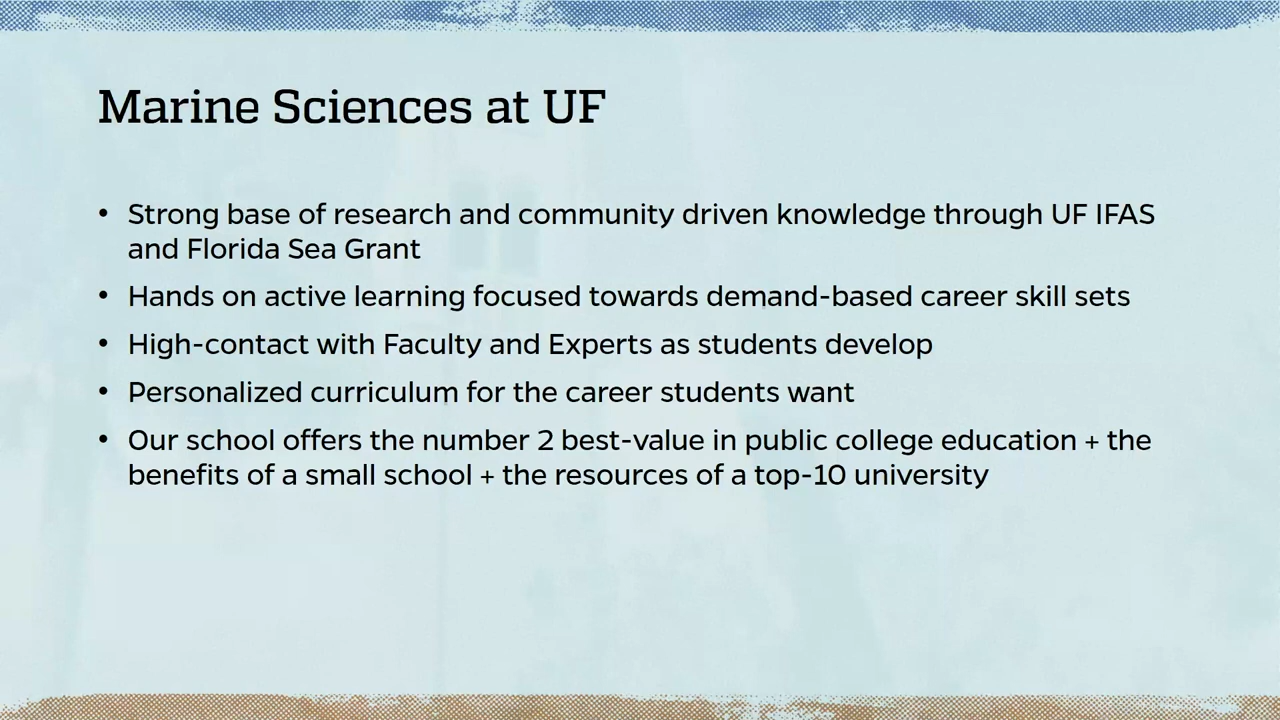 Marine Sciences at UF
• Strong base of research and community driven knowledge through UF IFAS
and Florida Sea Grant
• Hands on active learning focused towards demand-based career skill sets
• High-contact with Faculty and Experts as students develop
• Personalized curriculum for the career students want
• Our school offers the number 2 best-value in public college education + the
benefits of a small school + the resources of a top-10 university